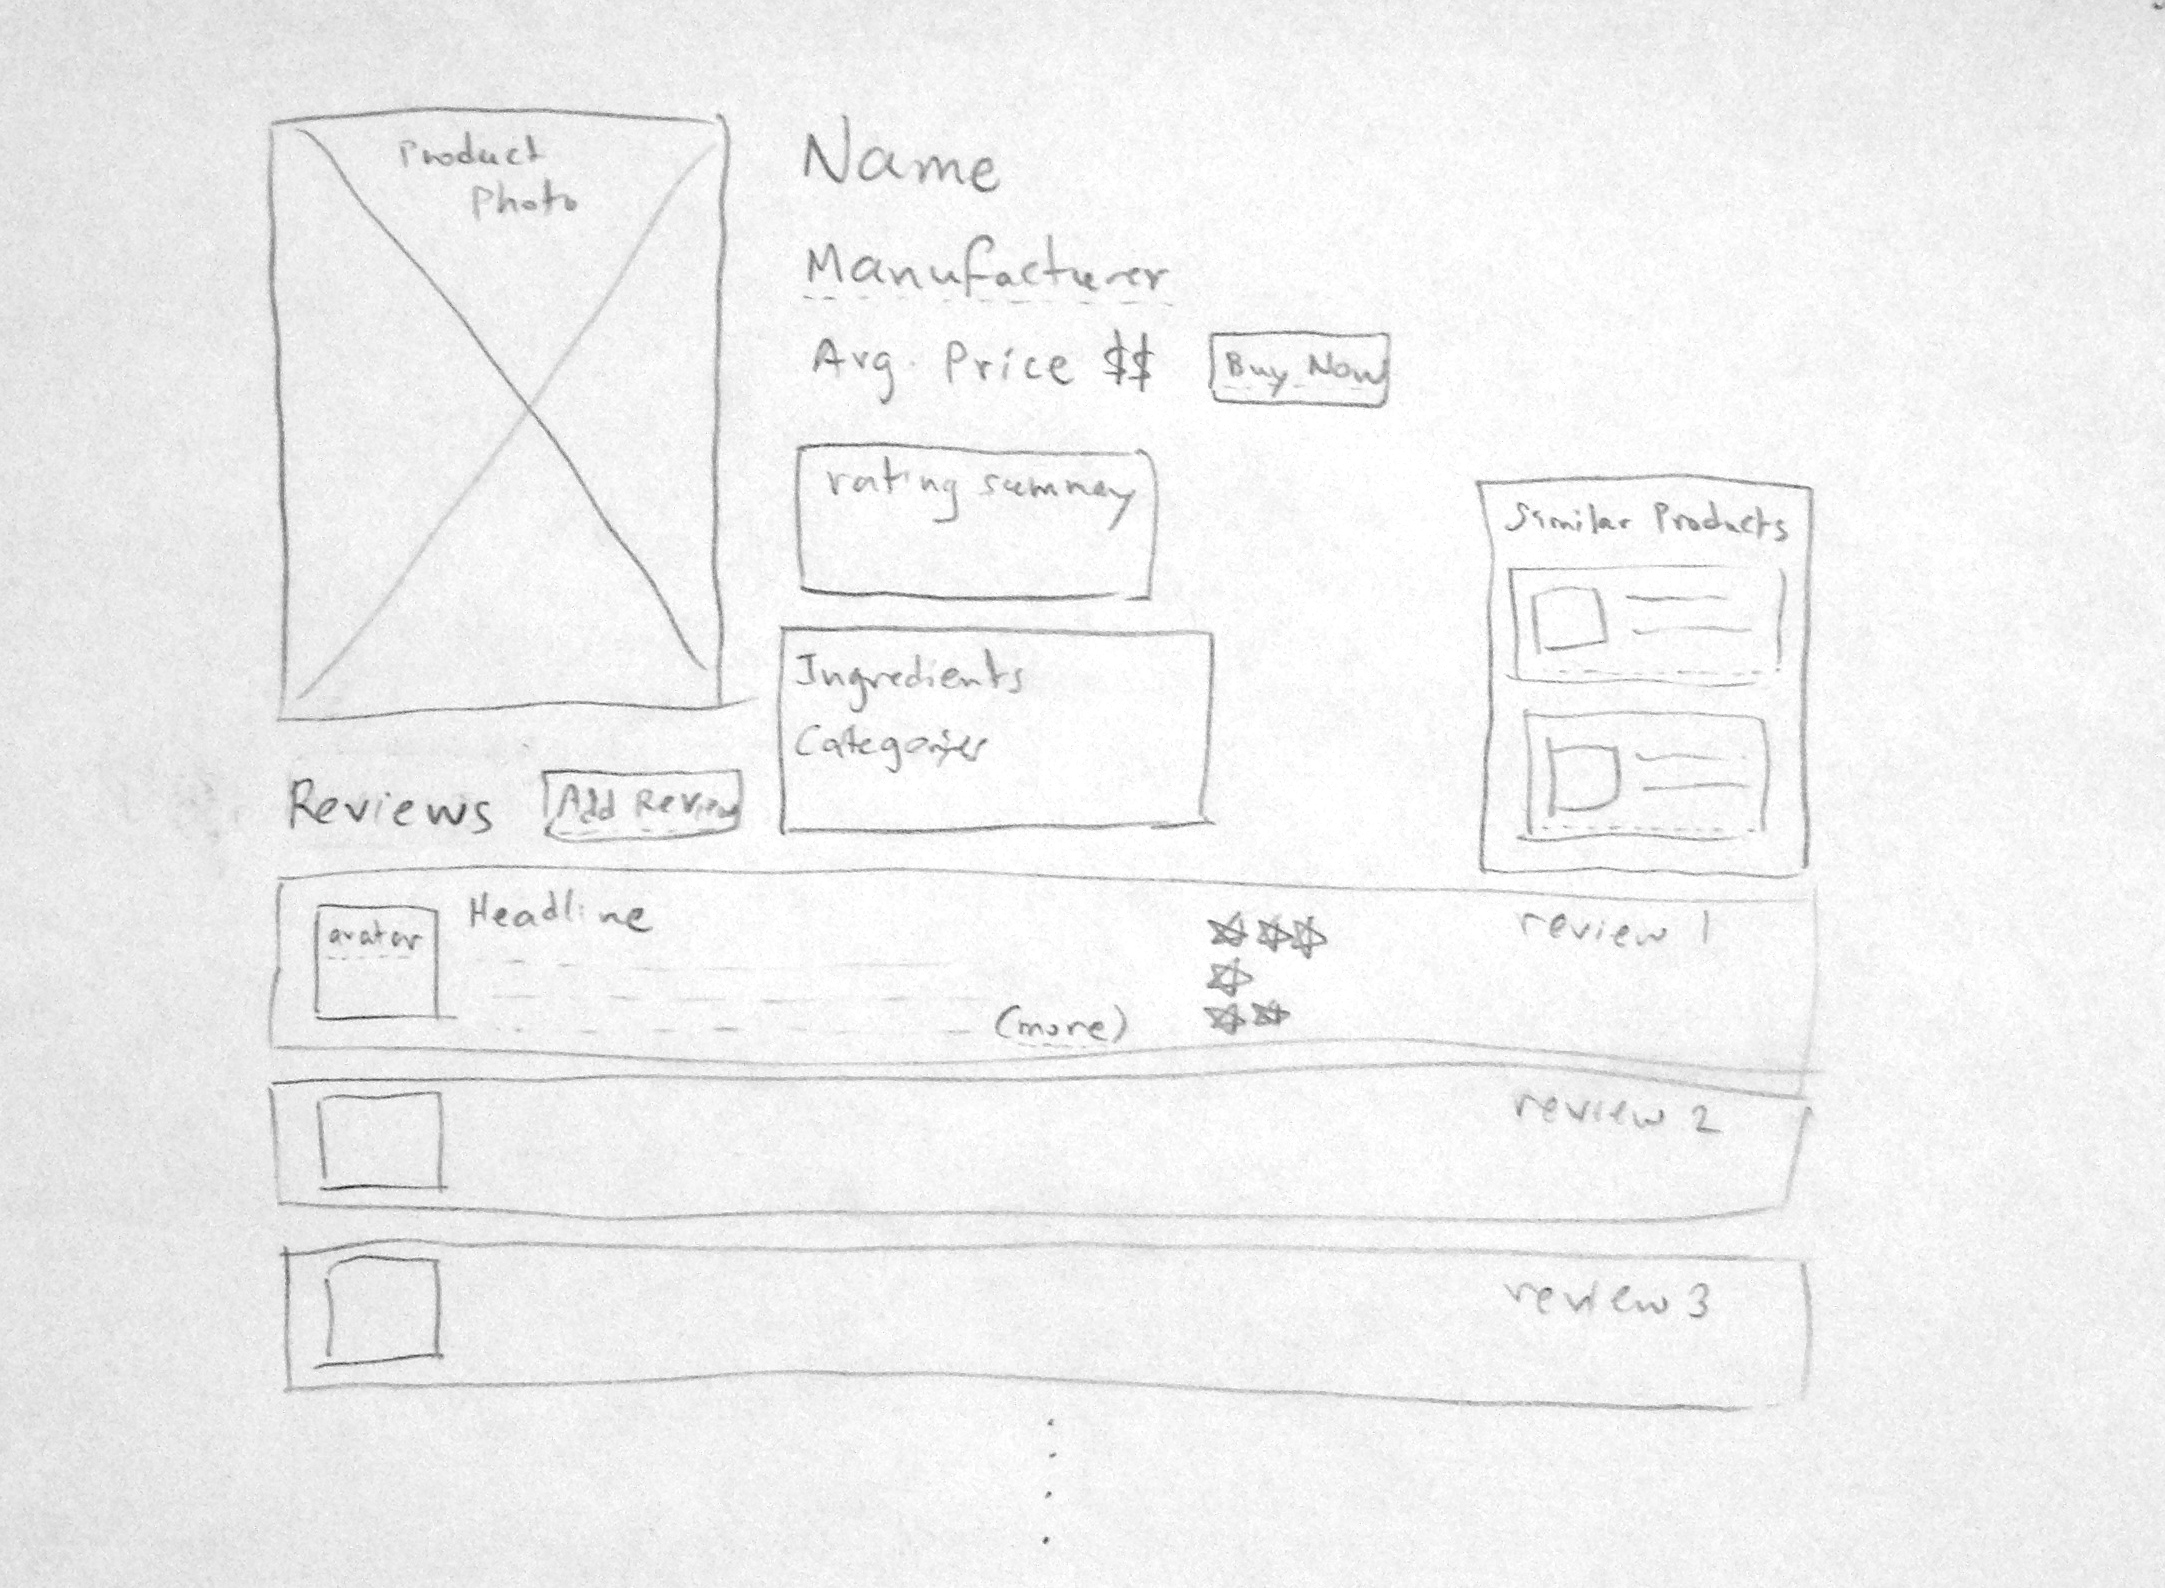 Product
Photo
Name
Manufacturer
Avg. Price $$
Buy Now
rating summary
Ingredients
Categories
Similar Products
Reviews
Add Review
avatar
Headline
(more)
review 1
review 2
review 3